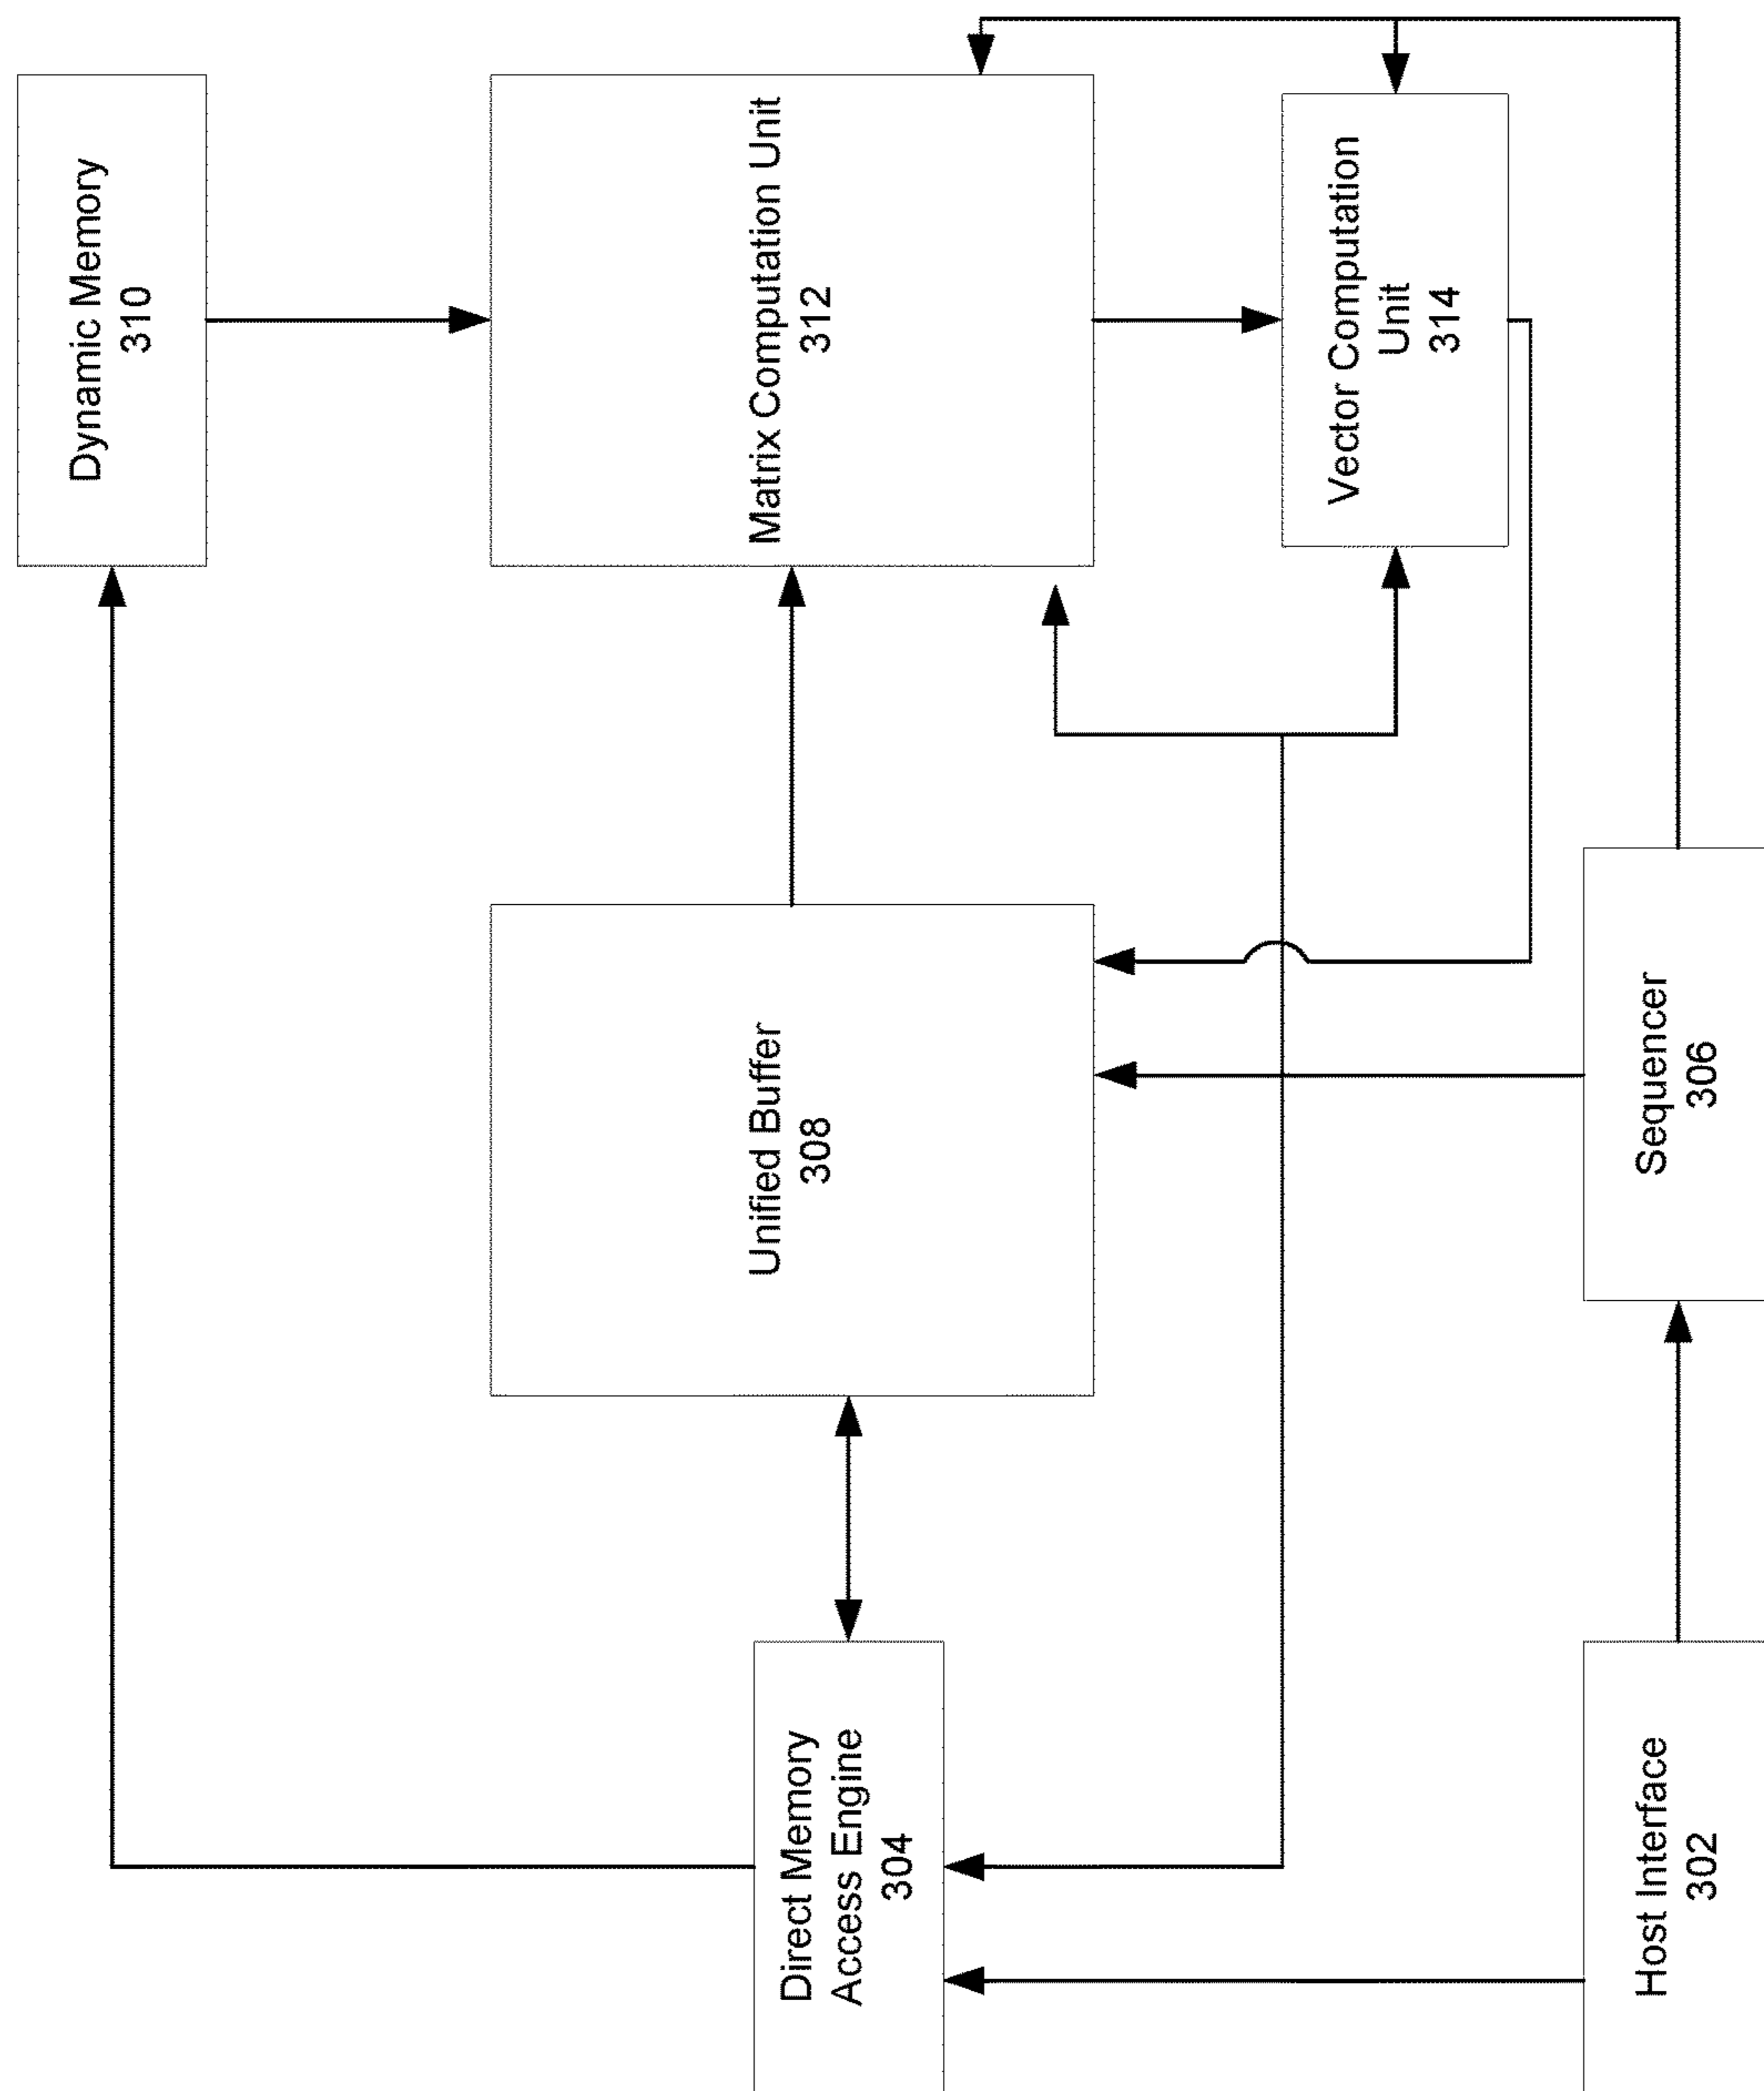 Dynamic Memory
310
Matrix Computation Unit
312
Vector Computation
Unit
314
Unified Buffer
308
Sequencer
306
Direct Memory
Access Engine
304
Host Interface
302